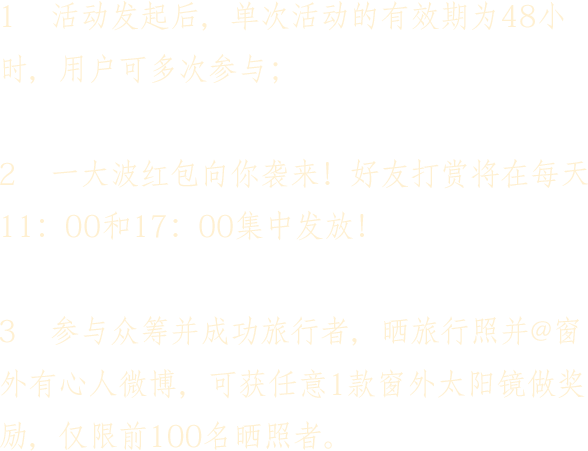 1 活动发起后，单次活动的有效期为48小
时，用户可多次参与；
2 一大波红包向你袭来！好友打赏将在每天
11：00和17：00集中发放！
3 参与众筹并成功旅行者，晒旅行照并@窗
外有心人微博，可获任意1款窗外太阳镜做奖
励，仅限前100名晒照者。